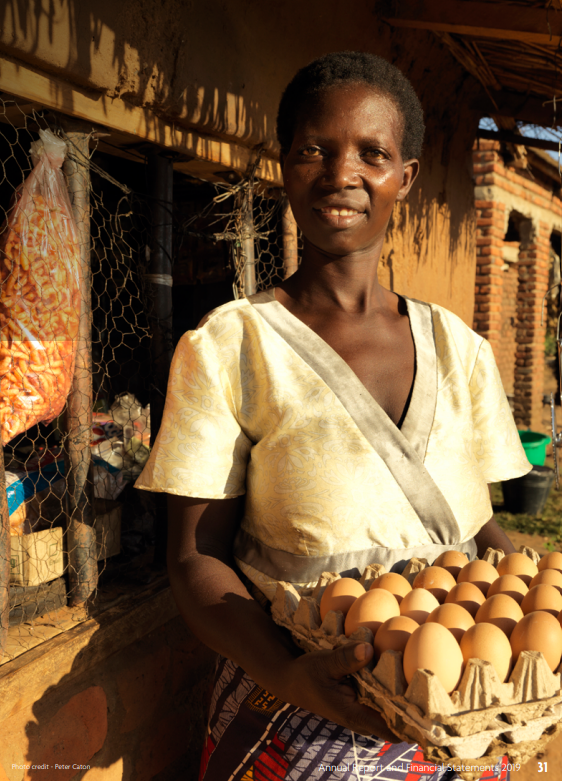 Photo credit - Peter Caton
Annual Report and Financial Statements 2019 31